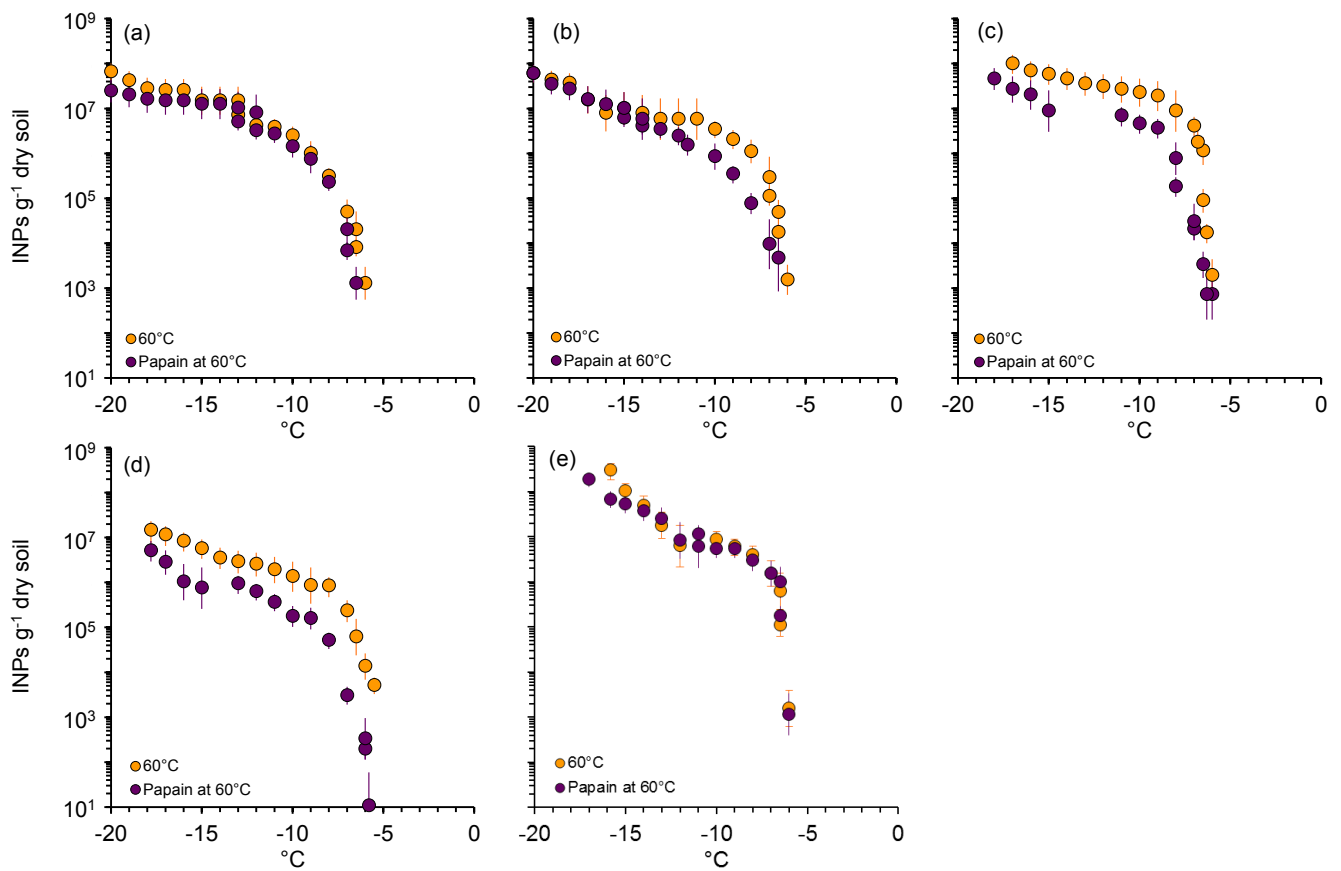 (a)
INPs g⁻¹ dry soil
10⁹
10⁷
10⁵
10³
10¹
60°C
Papain at 60°C
-20 -15 -10 -5 0
°C
(b)
60°C
Papain at 60°C
-20 -15 -10 -5 0
°C
(c)
60°C
Papain at 60°C
-20 -15 -10 -5 0
°C
(d)
INPs g⁻¹ dry soil
10⁹
10⁷
10⁵
10³
10¹
60°C
Papain at 60°C
-20 -15 -10 -5 0
°C
(e)
60°C
Papain at 60°C
-20 -15 -10 -5 0
°C